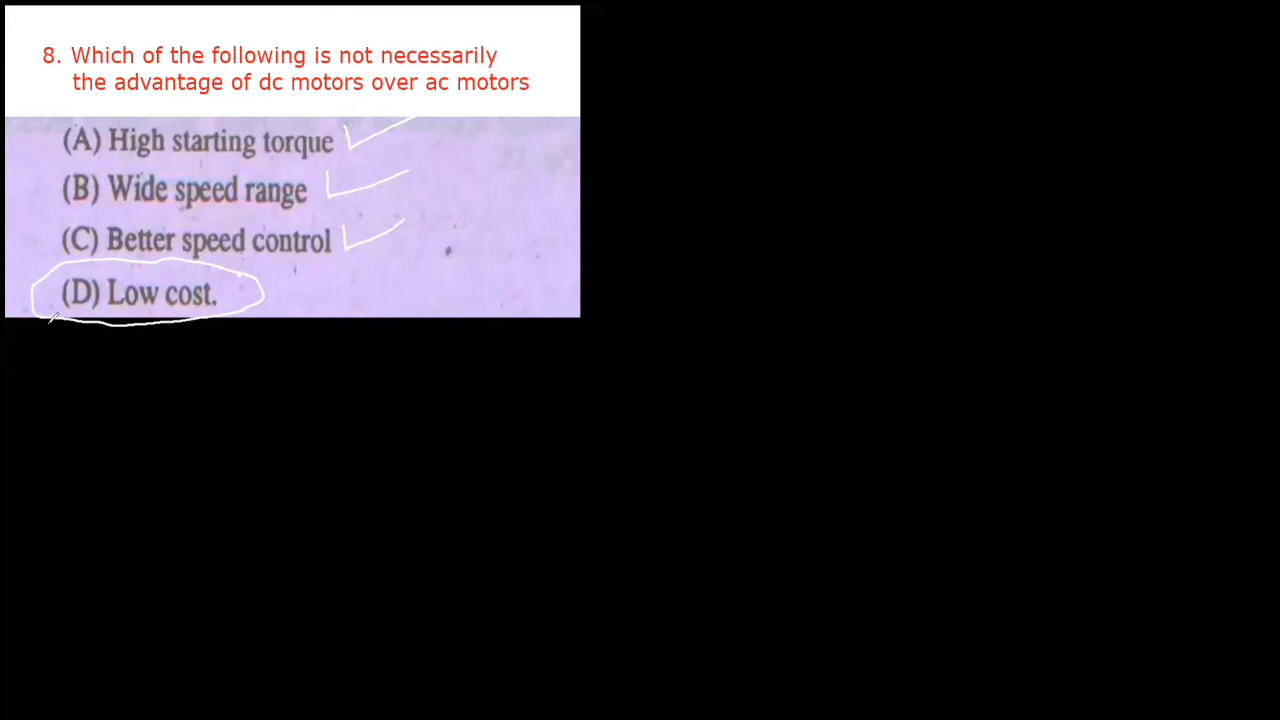 8. Which of the following is not necessarily
the advantage of dc motors over ac motors
(A) High starting torque
(B) Wide speed range
(C) Better speed control
(D) Low cost.